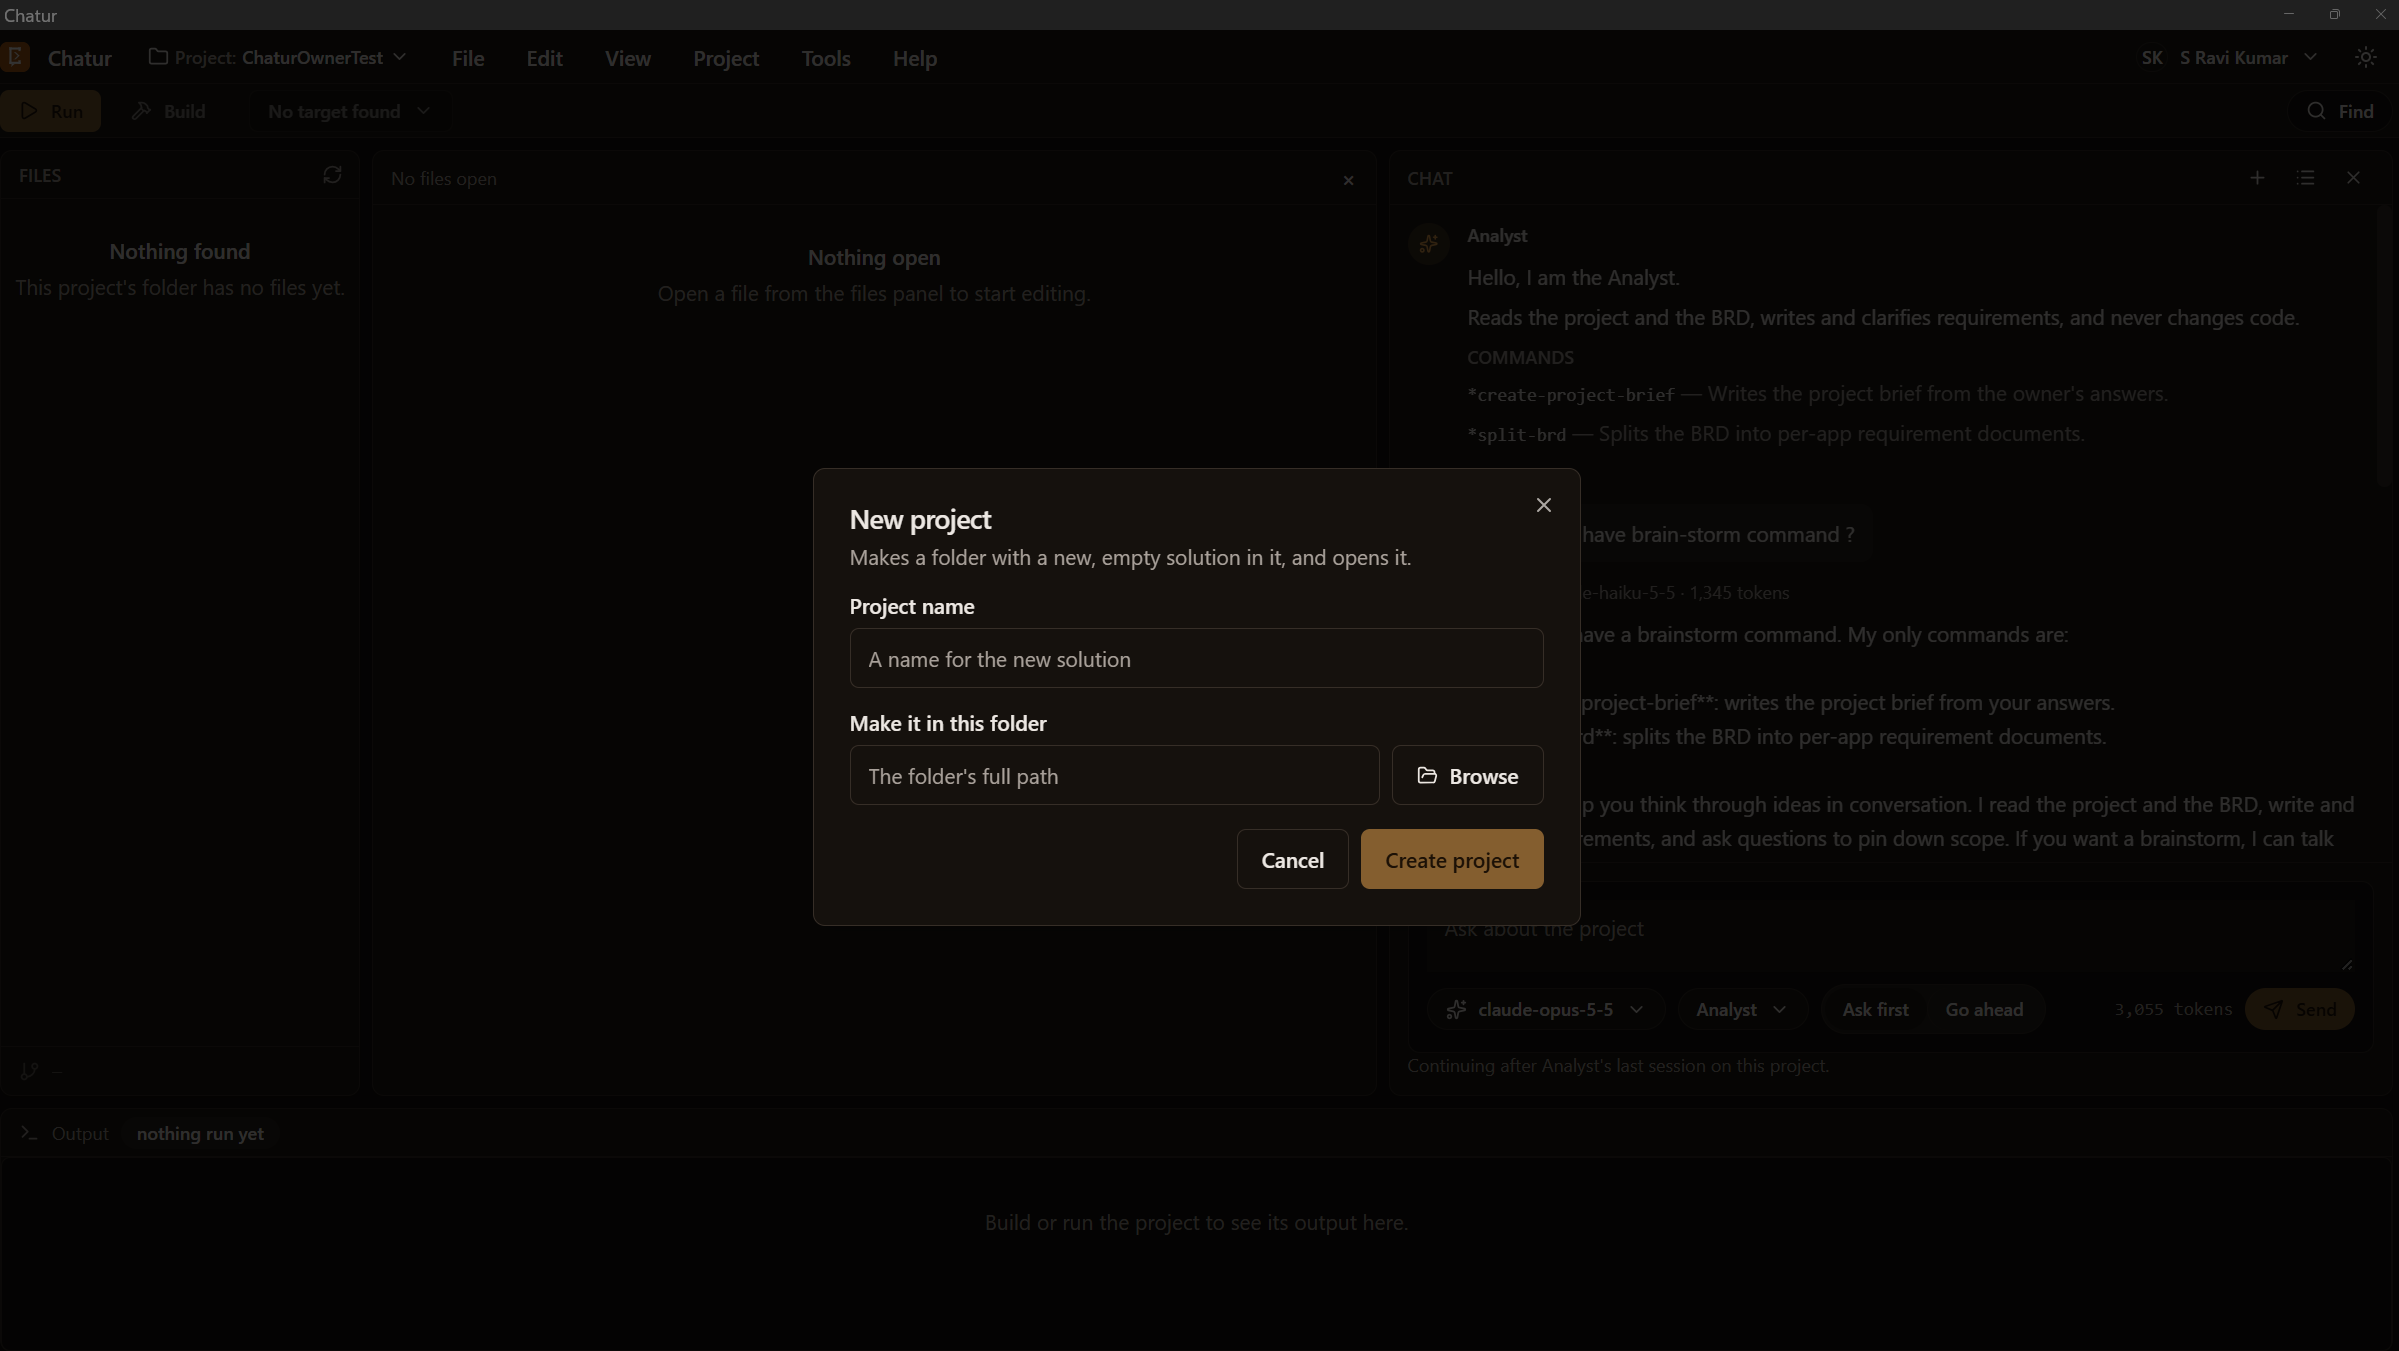 Chatur
Chatur Project: ChaturOwnerTest File Edit View Project Tools Help SK S Ravi Kumar
Run Build No target found Find
FILES
Nothing found
This project's folder has no files yet.
No files open
Nothing open
Open a file from the files panel to start editing.
CHAT
Analyst
Hello, I am the Analyst.
Reads the project and the BRD, writes and clarifies requirements, and never changes code.
COMMANDS
*create-project-brief — Writes the project brief from the owner's answers.
*split-brd — Splits the BRD into per-app requirement documents.
have brain-storm command ?
e-haiku-5-5 · 1,345 tokens
ave a brainstorm command. My only commands are:
project-brief**: writes the project brief from your answers.
rd**: splits the BRD into per-app requirement documents.
p you think through ideas in conversation. I read the project and the BRD, write and
rements, and ask questions to pin down scope. If you want a brainstorm, I can talk
New project
Makes a folder with a new, empty solution in it, and opens it.
Project name
A name for the new solution
Make it in this folder
The folder's full path
Browse
Cancel
Create project
Ask about the project
claude-opus-5-5 Analyst Ask first Go ahead 3,055 tokens Send
Continuing after Analyst's last session on this project.
Output nothing run yet
Build or run the project to see its output here.